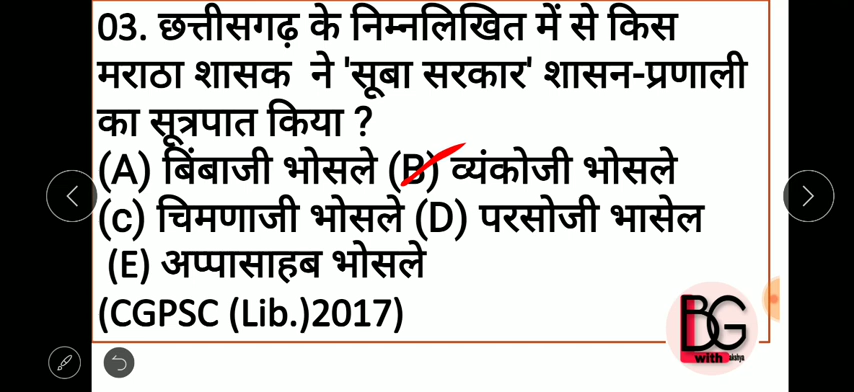 03. छत्तीसगढ़ के निम्नलिखित में से किस
मराठा शासक ने 'सूबा सरकार' शासन-प्रणाली
का सूत्रपात किया ?
(A) बिंबाजी भोसले (B) व्यंकोजी भोसले
(c) चिमणाजी भोसले (D) परसोजी भासेल
(E) अप्पासाहब भोसले
(CGPSC (Lib.)2017)
BG
with akshya